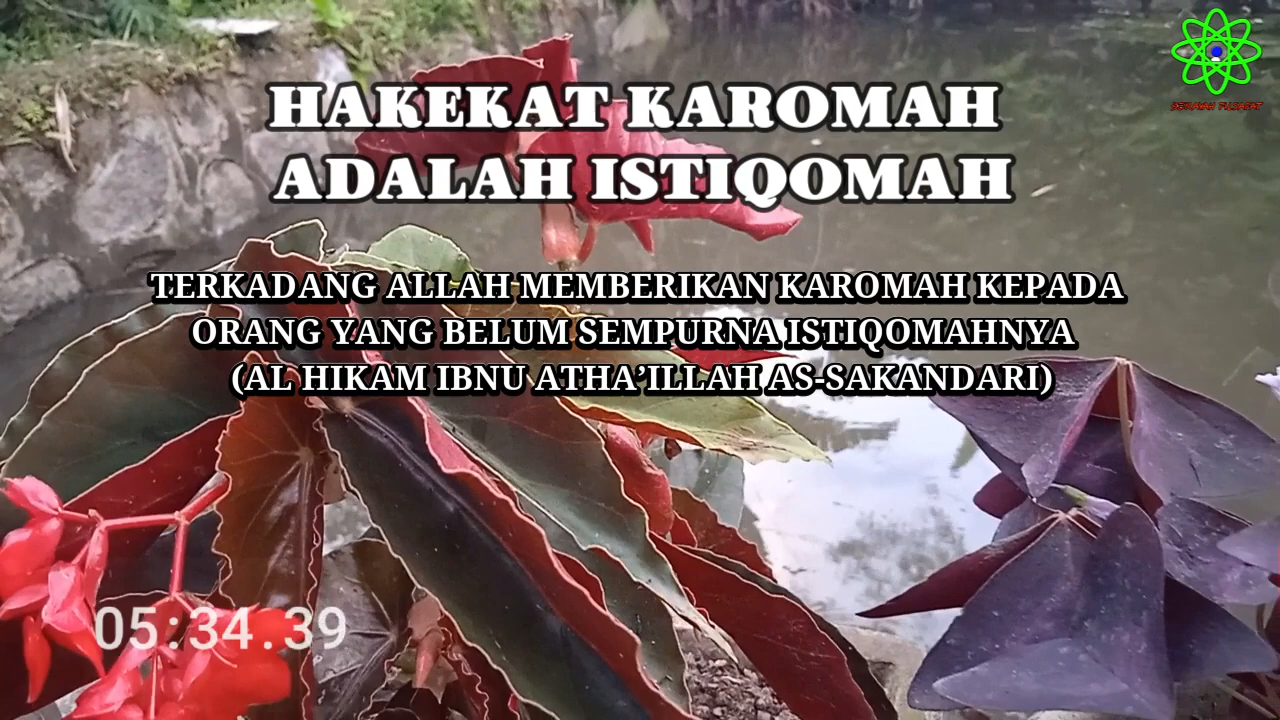 HAKEKAT KAROMAH
ADALAH ISTIQOMAH
TERKADANG ALLAH MEMBERIKAN KAROMAH KEPADA
ORANG YANG BELUM SEMPURNA ISTIQOMAHNYA
(AL HIKAM IBNU ATHA’ILLAH AS-SAKANDARI)
05:34.39